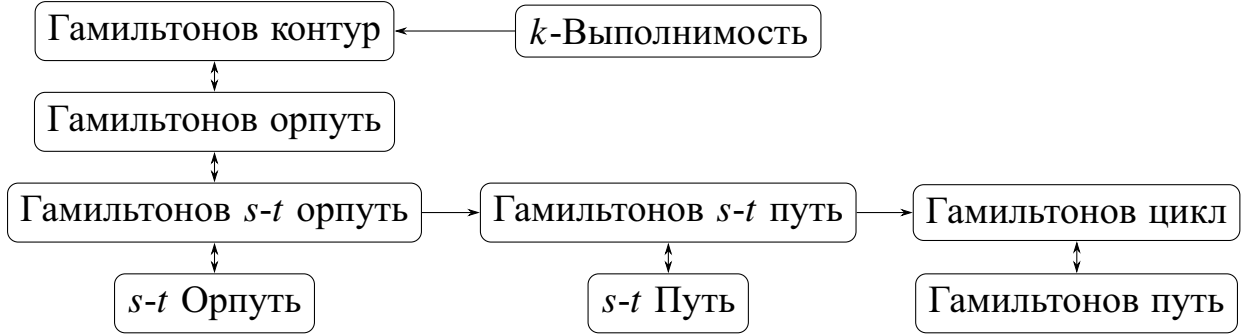 Гамильтонов контур
k-Выполнимость
Гамильтонов орпуть
Гамильтонов s-t орпуть
Гамильтонов s-t путь
Гамильтонов цикл
s-t Орпуть
s-t Путь
Гамильтонов путь